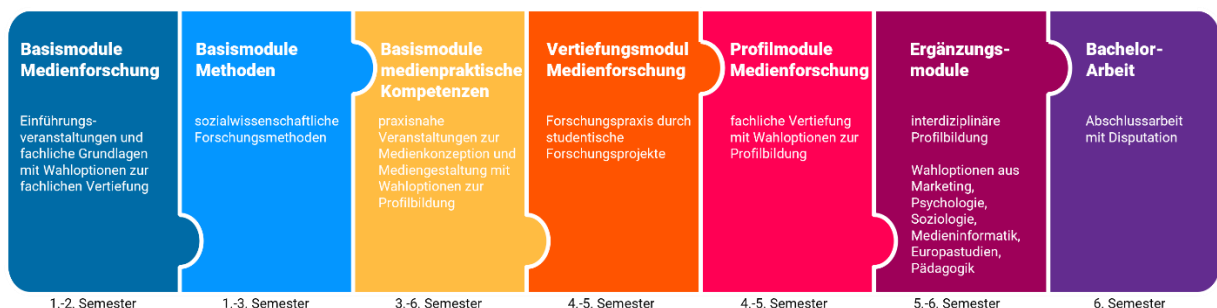 Basismodule
Medienforschung
Einführungs-
veranstaltungen und
fachliche Grundlagen
mit Wahloptionen zur
fachlichen Vertiefung
1.-2. Semester
Basismodule
Methoden
sozialwissenschaftliche
Forschungsmethoden
1.-3. Semester
Basismodule
medienpraktische
Kompetenzen
praxisnahe
Veranstaltungen zur
Medienkonzeption und
Mediengestaltung mit
Wahloptionen zur
Profilbildung
3.-6. Semester
Vertiefungsmodul
Medienforschung
Forschungspraxis durch
studentische
Forschungsprojekte
4.-5. Semester
Profilmodule
Medienforschung
fachliche Vertiefung
mit Wahloptionen zur
Profilbildung
4.-5. Semester
Ergänzungs-
module
interdiziplinäre
Profilbildung
Wahloptionen aus
Marketing,
Psychologie,
Soziologie,
Medieninformatik,
Europastudien,
Pädagogik
5.-6. Semester
Bachelor-
Arbeit
Abschlussarbeit
mit Disputation
6. Semester